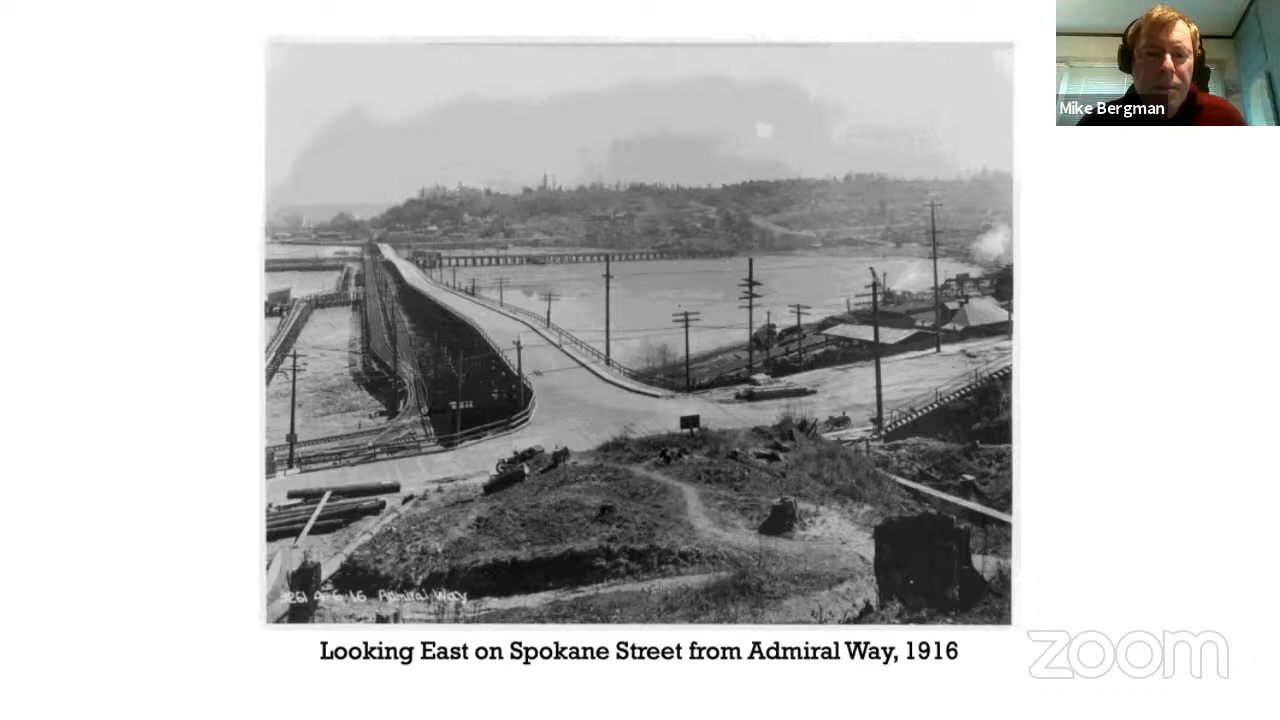 Mike Bergman
3261 4-6-16 Admiral Way
Looking East on Spokane Street from Admiral Way, 1916
zoom